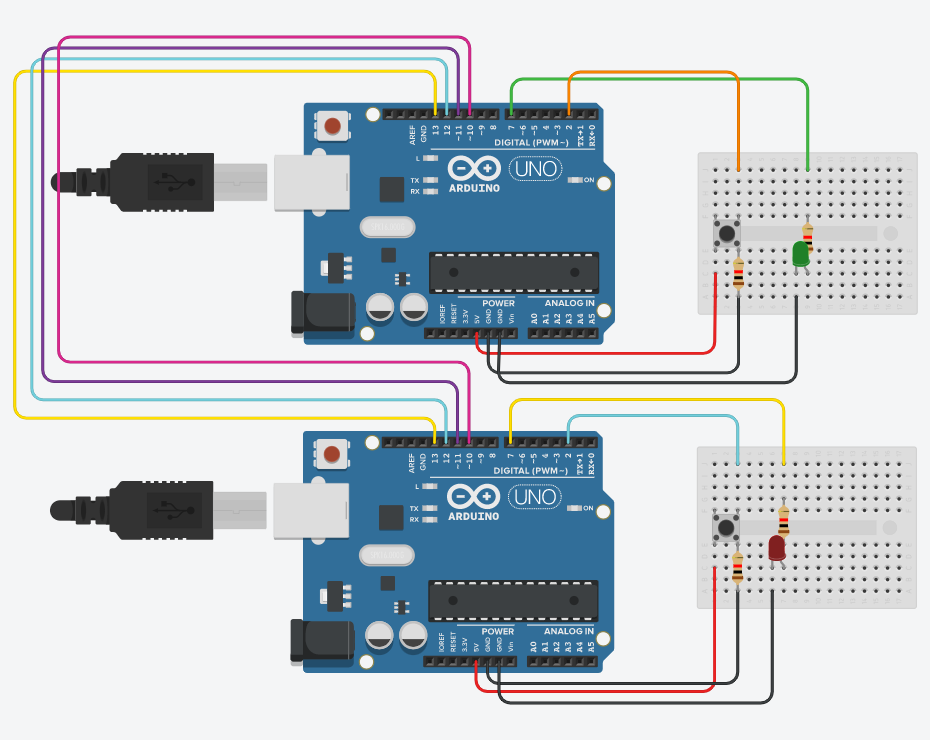 AREF
GND
13
12
~11
~10
~9
8
7
~6
~5
4
~3
2
TX→1
RX←0
DIGITAL (PWM~)
L
TX
RX
ARDUINO
UNO
ON
POWER
ANALOG IN
IOREF
RESET
3.3V
5V
GND
GND
Vin
A0
A1
A2
A3
A4
A5
AREF
GND
13
12
~11
~10
~9
8
7
~6
~5
4
~3
2
TX→1
RX←0
DIGITAL (PWM~)
L
TX
RX
ARDUINO
UNO
ON
POWER
ANALOG IN
IOREF
RESET
3.3V
5V
GND
GND
Vin
A0
A1
A2
A3
A4
A5